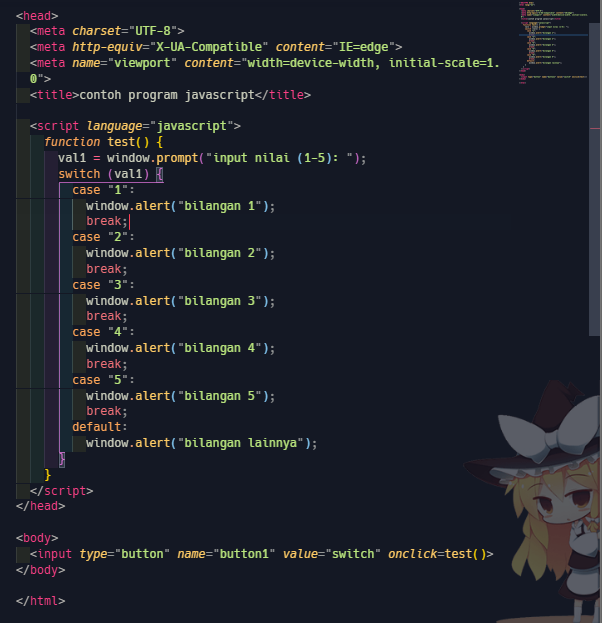 <head>
<meta charset="UTF-8">
<meta http-equiv="X-UA-Compatible" content="IE=edge">
<meta name="viewport" content="width=device-width, initial-scale=1.
0">
<title>contoh program javascript</title>
<script language="javascript">
function test() {
val1 = window.prompt("input nilai (1-5): ");
switch (val1) {
case "1":
window.alert("bilangan 1");
break;
case "2":
window.alert("bilangan 2");
break;
case "3":
window.alert("bilangan 3");
break;
case "4":
window.alert("bilangan 4");
break;
case "5":
window.alert("bilangan 5");
break;
default:
window.alert("bilangan lainnya");
}
}
</script>
</head>
<body>
<input type="button" name="button1" value="switch" onclick=test()>
</body>
</html>